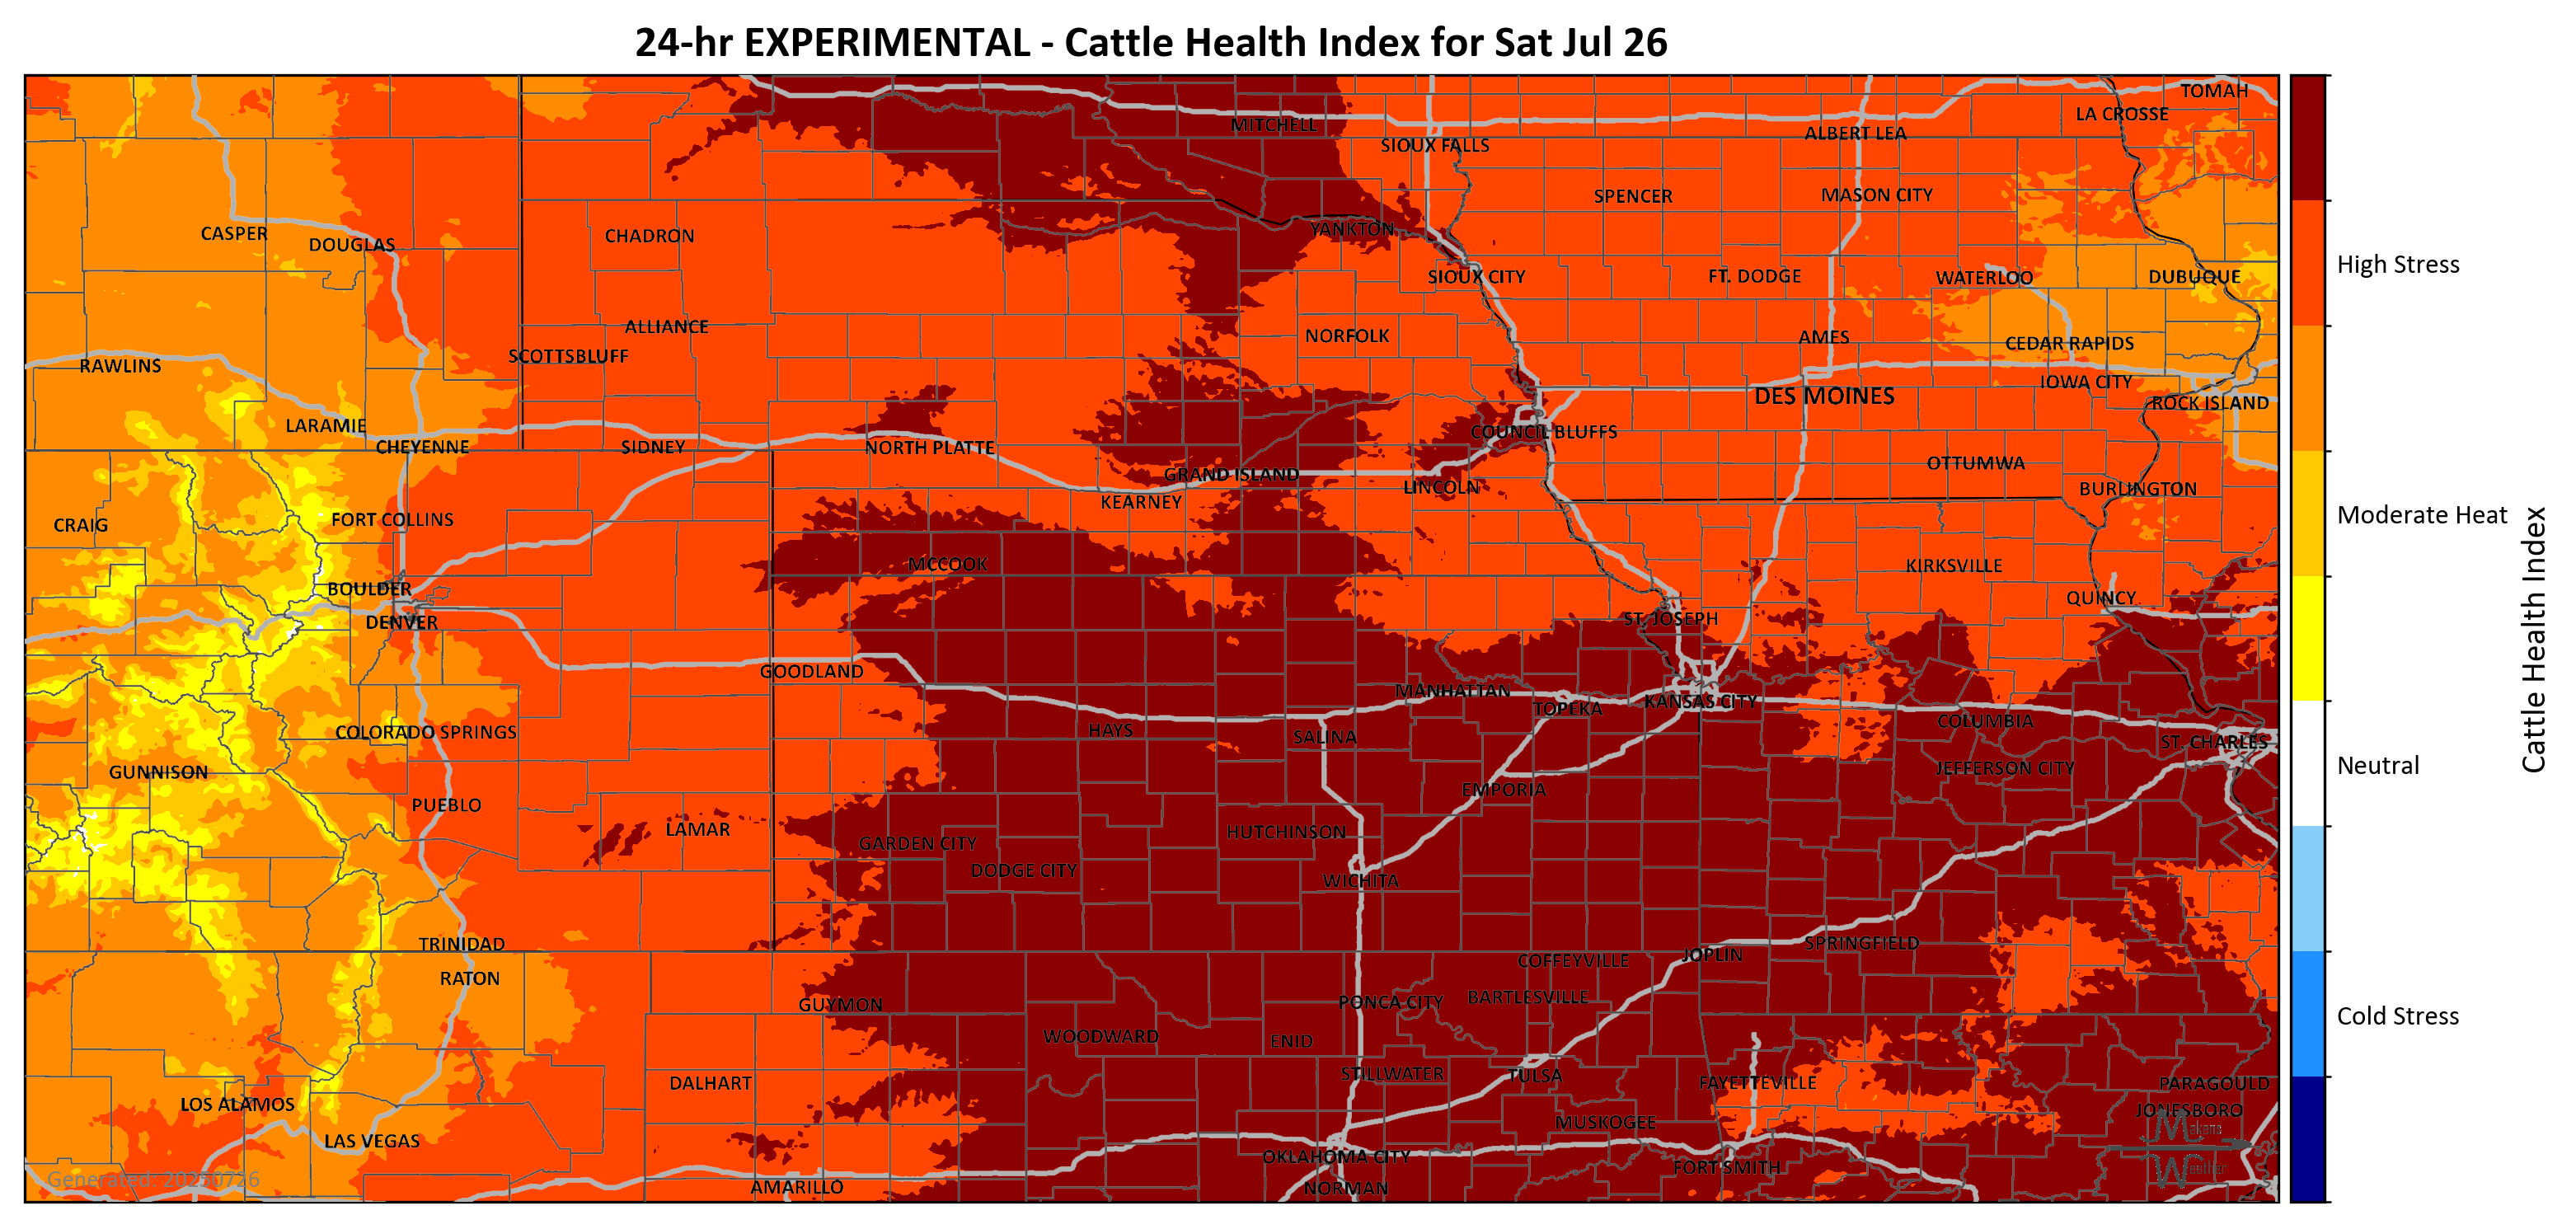 24-hr EXPERIMENTAL - Cattle Health Index for Sat Jul 26
TOMAH
LA CROSSE
MITCHELL
ALBERT LEA
SIOUX FALLS
SPENCER
MASON CITY
CASPER
DOUGLAS
CHADRON
YANKTON
SIOUX CITY
FT. DODGE
WATERLOO
DUBUQUE
ALLIANCE
NORFOLK
AMES
CEDAR RAPIDS
SCOTTSBLUFF
RAWLINS
IOWA CITY
DES MOINES
ROCK ISLAND
LARAMIE
COUNCIL BLUFFS
CHEYENNE
SIDNEY
NORTH PLATTE
OTTUMWA
GRAND ISLAND
LINCOLN
BURLINGTON
KEARNEY
CRAIG
FORT COLLINS
MCCOOK
KIRKSVILLE
BOULDER
QUINCY
DENVER
ST. JOSEPH
GOODLAND
MANHATTAN
TOPEKA
KANSAS CITY
COLUMBIA
COLORADO SPRINGS
HAYS
SALINA
ST. CHARLES
GUNNISON
JEFFERSON CITY
EMPORIA
PUEBLO
LAMAR
HUTCHINSON
GARDEN CITY
DODGE CITY
WICHITA
TRINIDAD
SPRINGFIELD
JOPLIN
COFFEYVILLE
RATON
GUYMON
PONCA CITY
BARTLESVILLE
WOODWARD
ENID
STILLWATER
TULSA
DALHART
FAYETTEVILLE
PARAGOULD
LOS ALAMOS
JONESBORO
MUSKOGEE
LAS VEGAS
OKLAHOMA CITY
FORT SMITH
AMARILLO
NORMAN
Generated: 20250726
Makens
Weather
High Stress
Moderate Heat
Neutral
Cold Stress
Cattle Health Index